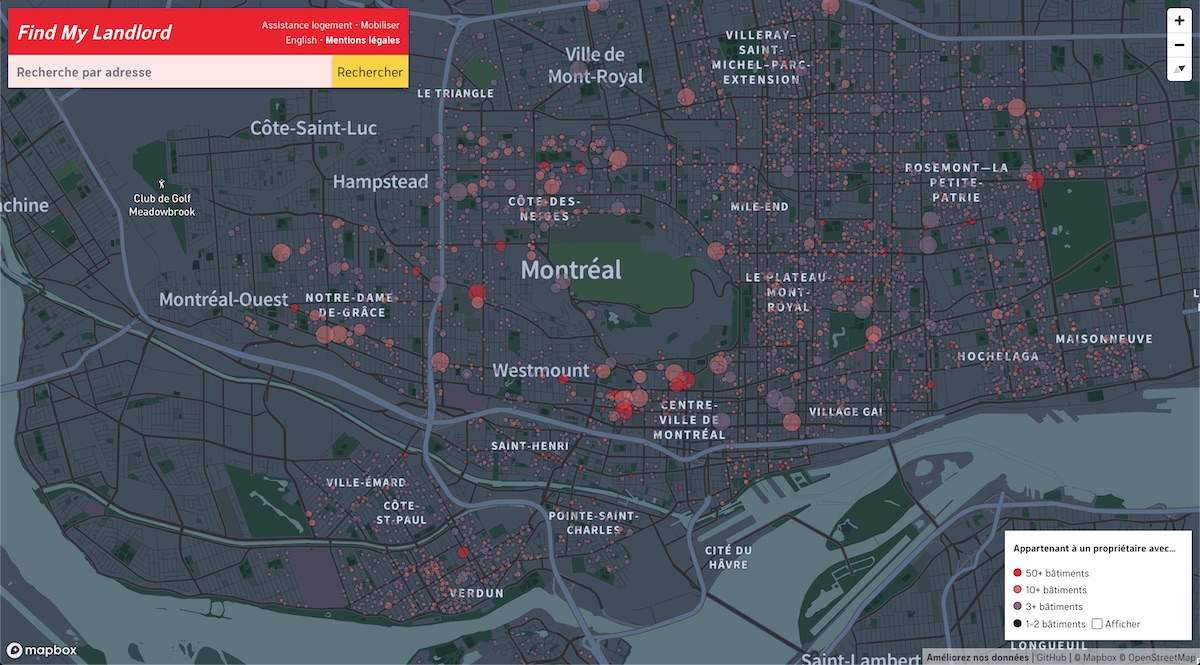 Find My Landlord
Assistance logement - Mobiliser
English - Mentions légales
Recherche par adresse
Rechercher
+
−
VILLERAY–
SAINT-
MICHEL–PARC-
EXTENSION
Ville de
Mont-Royal
LE TRIANGLE
Côte-Saint-Luc
ROSEMONT—LA
PETITE-
PATRIE
Hampstead
Club de Golf
Meadowbrook
achine
CÔTE-DES-
NEIGES
MILE-END
Montréal
LE PLATEAU-
MONT-
ROYAL
Montréal-Ouest
NOTRE-DAME-
DE-GRÂCE
MAISONNEUVE
HOCHELAGA
Westmount
CENTRE-
VILLE DE
MONTRÉAL
VILLAGE GAI
SAINT-HENRI
VILLE-ÉMARD
CÔTE-
ST-PAUL
POINTE-SAINT-
CHARLES
CITÉ DU
HÂVRE
VERDUN
Appartenant à un propriétaire avec...
50+ bâtiments
10+ bâtiments
3+ bâtiments
1-2 bâtiments Afficher
LONGUEUIL
Saint-Lambert
mapbox
Améliorez nos données | GitHub | © Mapbox © OpenStreetMap